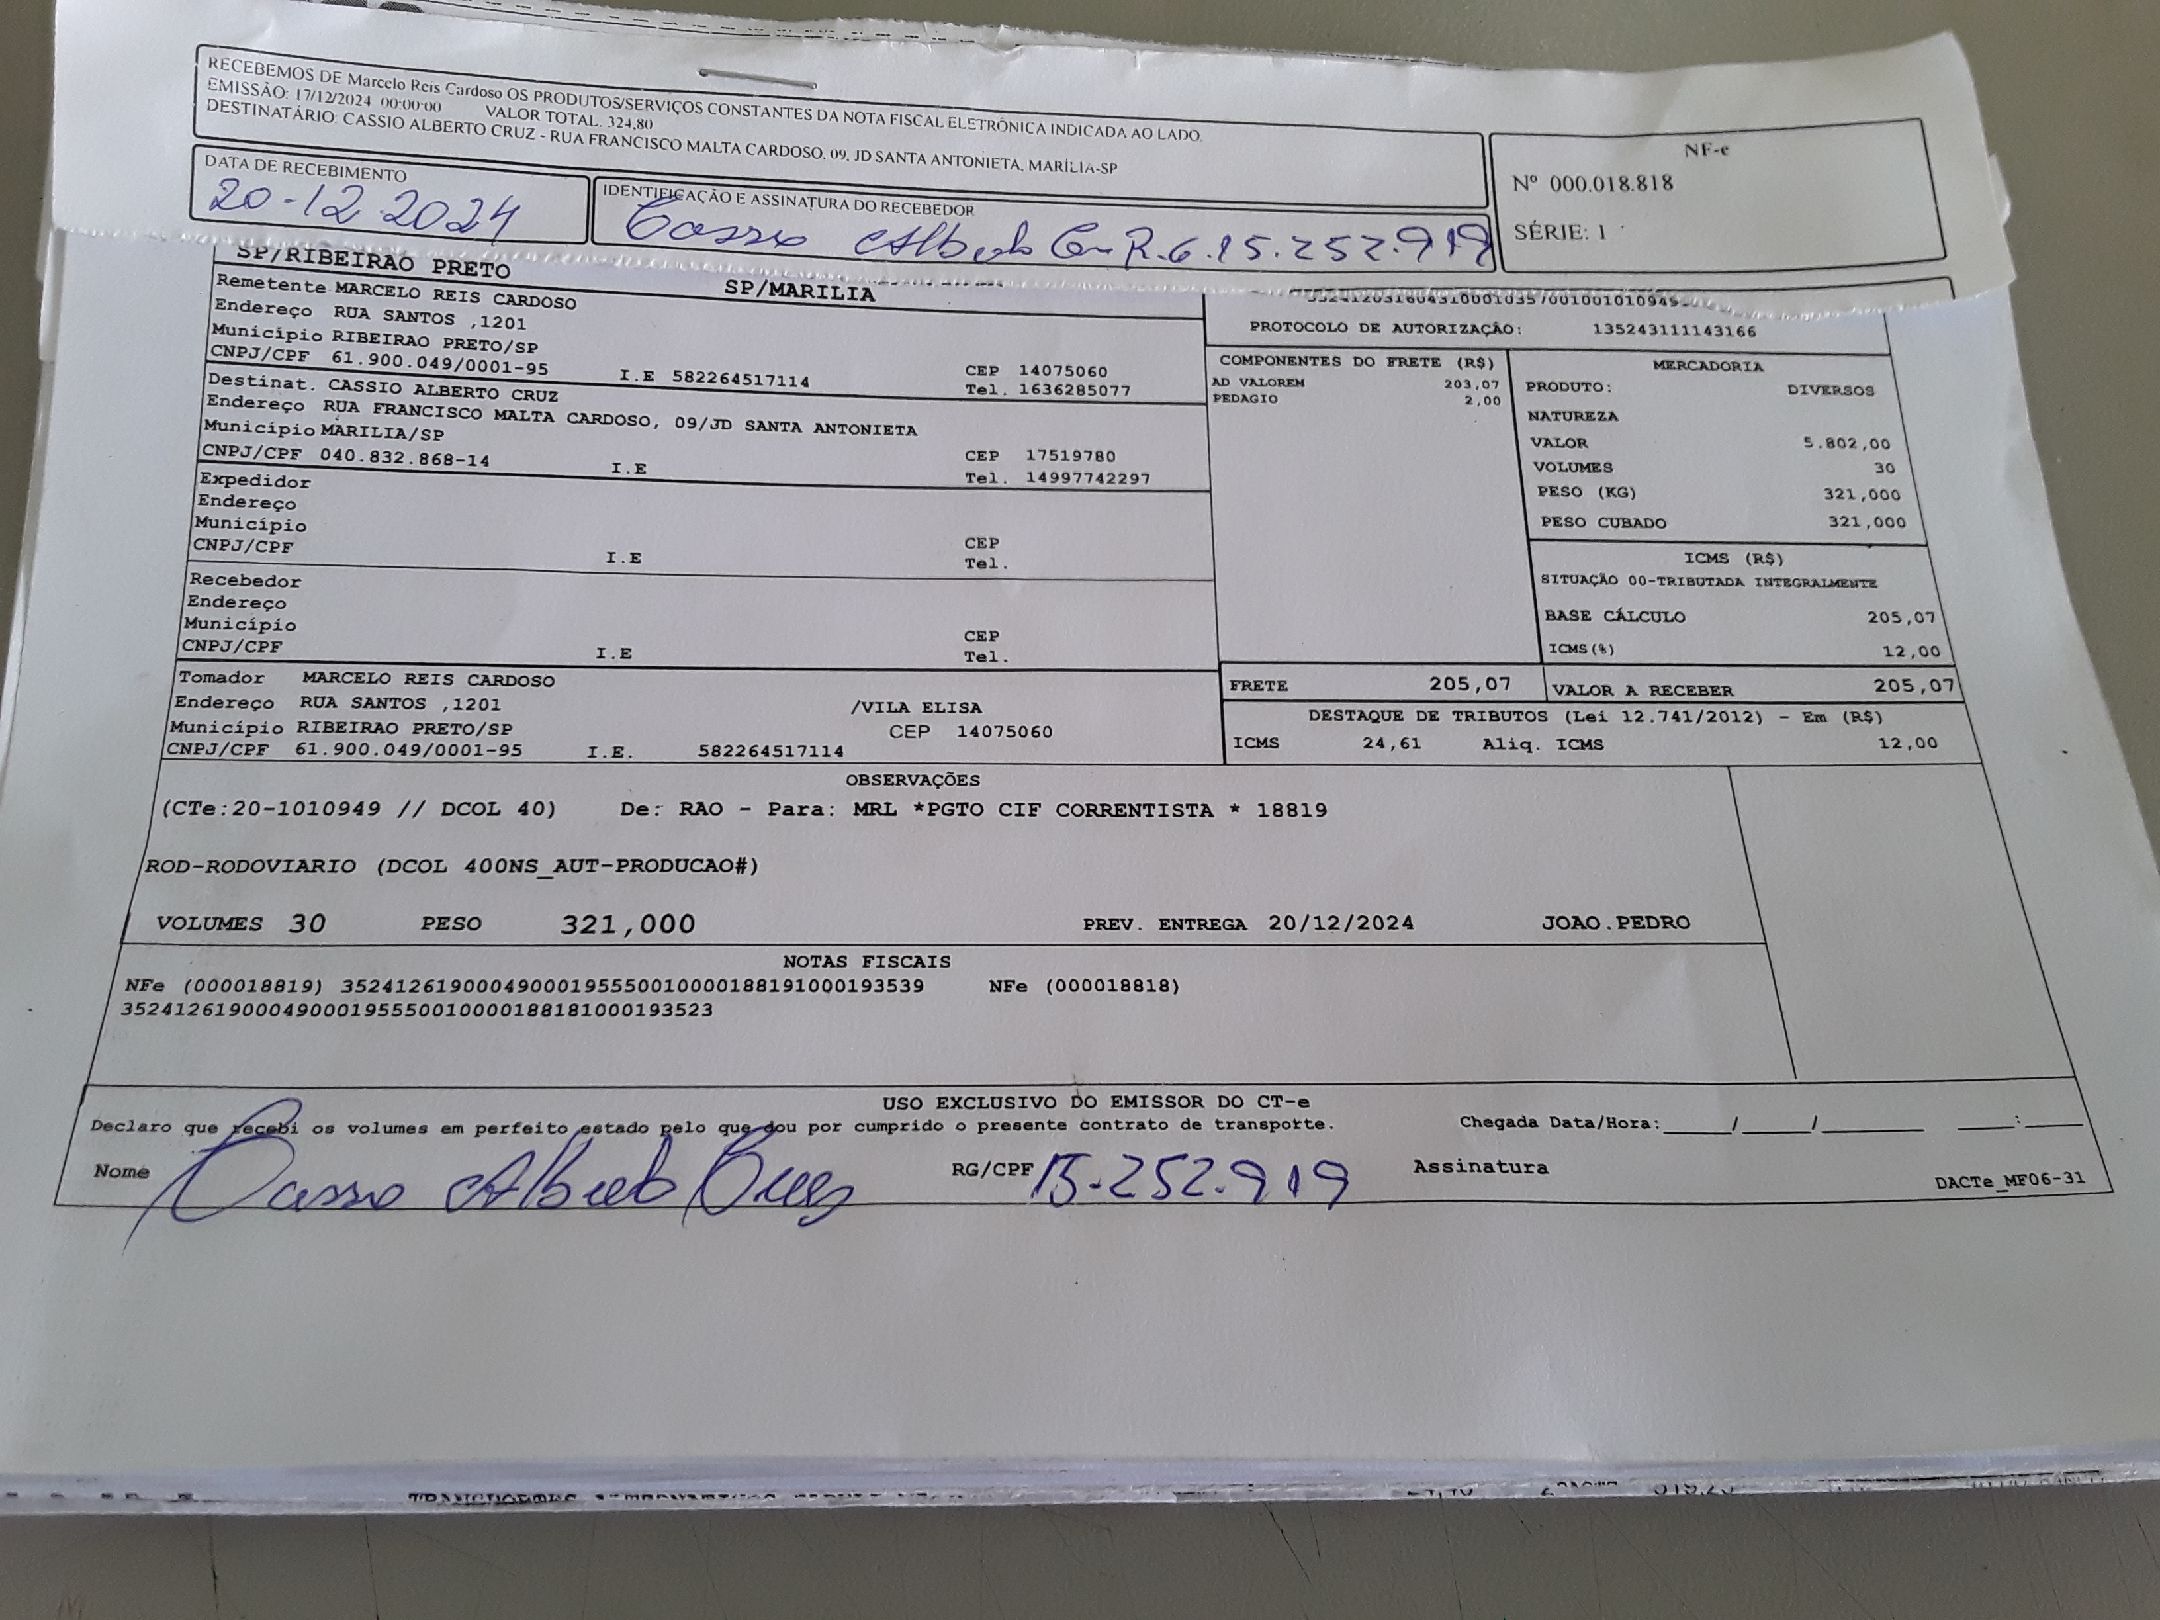 RECEBEMOS DE Marcelo Reis Cardoso OS PRODUTOS/SERVIÇOS CONSTANTES DA NOTA FISCAL ELETRÔNICA INDICADA AO LADO.
EMISSÃO: 17/12/2024 00:00:00 VALOR TOTAL. 324,80
DESTINATÁRIO: CASSIO ALBERTO CRUZ - RUA FRANCISCO MALTA CARDOSO, 09, JD SANTA ANTONIETA, MARÍLIA-SP
NF-e
Nº 000.018.818
SÉRIE: 1
DATA DE RECEBIMENTO
20-12 2024
IDENTIFICAÇÃO E ASSINATURA DO RECEBEDOR
Cassio Alberto Cruz R.G.15.252.919
SP/RIBEIRAO PRETO SP/MARILIA
Remetente MARCELO REIS CARDOSO
Endereço RUA SANTOS ,1201
Município RIBEIRAO PRETO/SP CEP 14075060
CNPJ/CPF 61.900.049/0001-95 I.E 582264517114 Tel. 1636285077
Destinat. CASSIO ALBERTO CRUZ
Endereço RUA FRANCISCO MALTA CARDOSO, 09/JD SANTA ANTONIETA
Município MARILIA/SP CEP 17519780
CNPJ/CPF 040.832.868-14 I.E Tel. 14997742297
Expedidor
Endereço
Município CEP
CNPJ/CPF I.E Tel.
Recebedor
Endereço
Município CEP
CNPJ/CPF I.E Tel.
Tomador MARCELO REIS CARDOSO
Endereço RUA SANTOS ,1201 /VILA ELISA
Município RIBEIRAO PRETO/SP CEP 14075060
CNPJ/CPF 61.900.049/0001-95 I.E. 582264517114
PROTOCOLO DE AUTORIZAÇÃO: 135243111143166
COMPONENTES DO FRETE (R$)
AD VALOREM 203,07
PEDAGIO 2,00
MERCADORIA
PRODUTO: DIVERSOS
NATUREZA
VALOR 5.802,00
VOLUMES 30
PESO (KG) 321,000
PESO CUBADO 321,000
ICMS (R$)
SITUAÇÃO 00-TRIBUTADA INTEGRALMENTE
BASE CÁLCULO 205,07
ICMS(%) 12,00
FRETE 205,07 VALOR A RECEBER 205,07
DESTAQUE DE TRIBUTOS (Lei 12.741/2012) - Em (R$)
ICMS 24,61 Aliq. ICMS 12,00
OBSERVAÇÕES
(CTe:20-1010949 // DCOL 40) De: RAO - Para: MRL *PGTO CIF CORRENTISTA * 18819
ROD-RODOVIARIO (DCOL 400NS_AUT-PRODUCAO#)
VOLUMES 30 PESO 321,000 PREV. ENTREGA 20/12/2024 JOAO.PEDRO
NOTAS FISCAIS
NFe (000018819) 35241261900049000195550010000188191000193539 NFe (000018818)
35241261900049000195550010000188181000193523
USO EXCLUSIVO DO EMISSOR DO CT-e
Declaro que recebi os volumes em perfeito estado pelo que dou por cumprido o presente contrato de transporte. Chegada Data/Hora:____/____/______ ____:____
Nome Cassio Alberto Cruz RG/CPF 15.252.919 Assinatura
DACTe_MF06-31